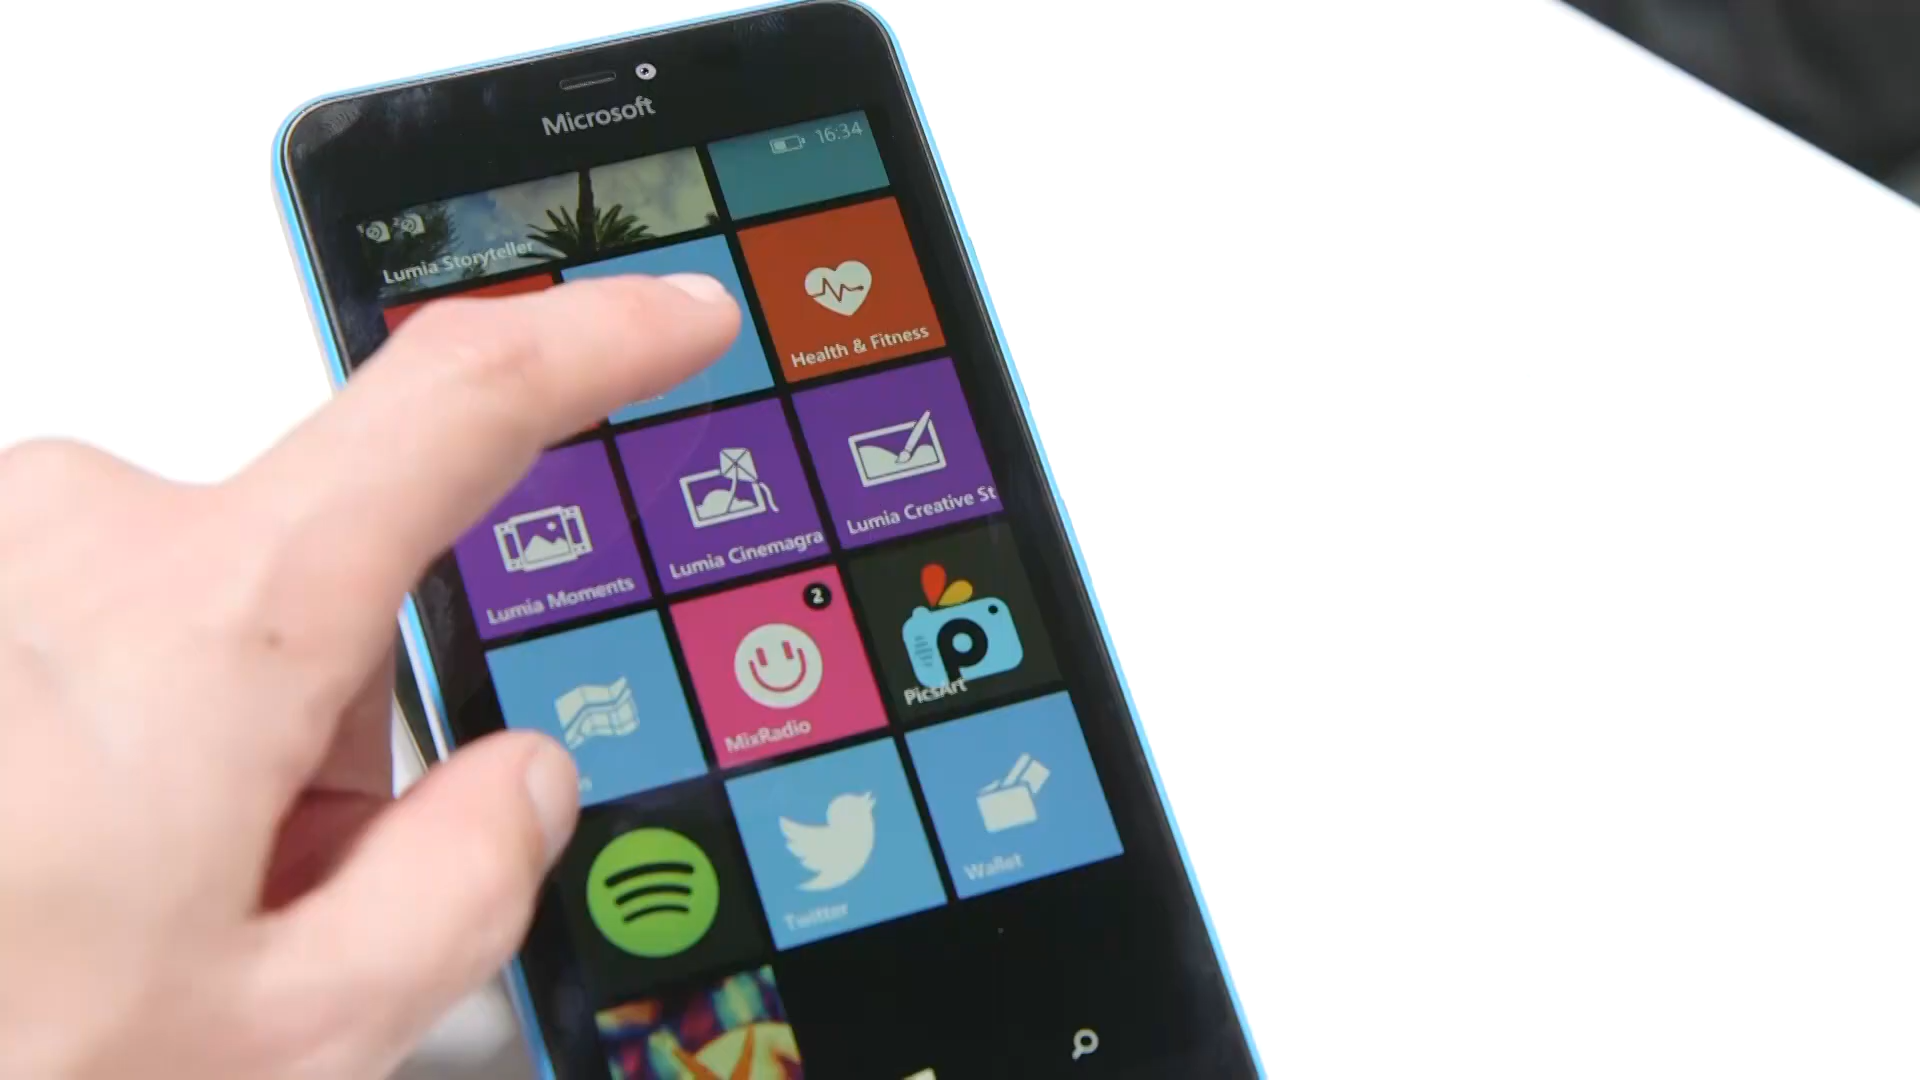 Microsoft
16:34
Lumia Storyteller
Health & Fitness
Lumia Moments
Lumia Cinemagra
Lumia Creative St
2
MixRadio
PicsArt
Twitter
Wallet